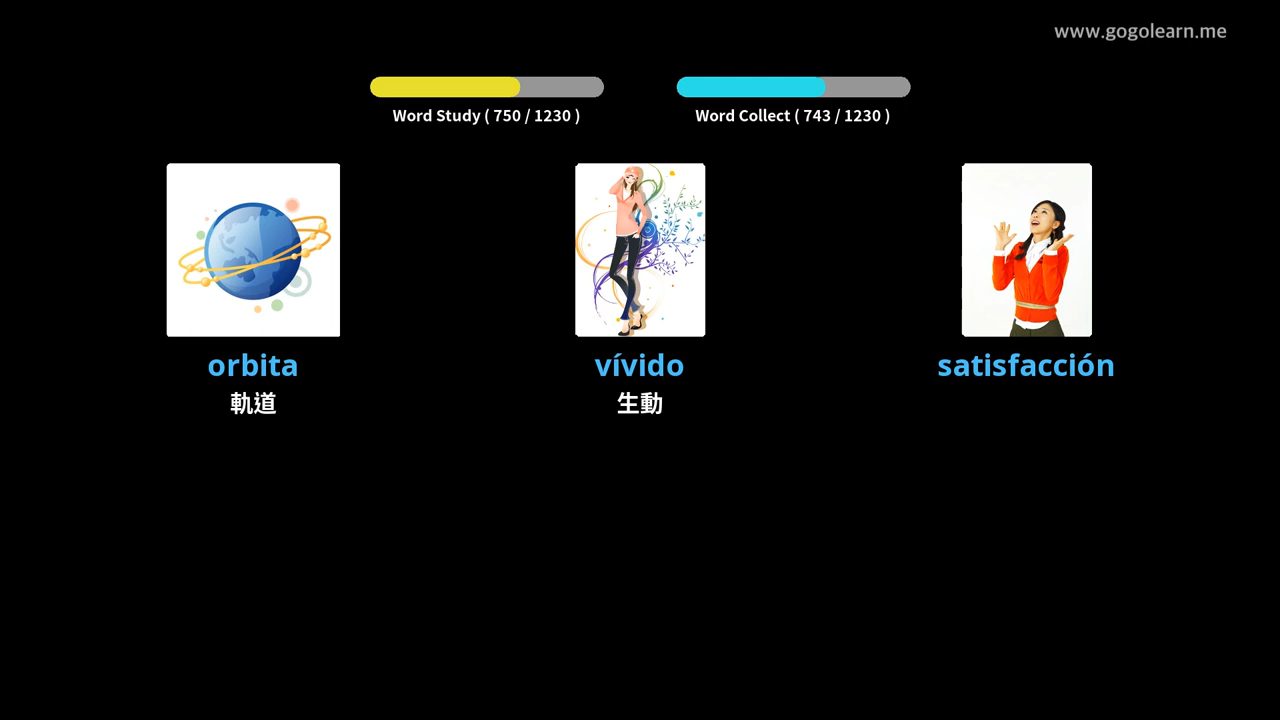 www.gogolearn.me
Word Study ( 750 / 1230 )
Word Collect ( 743 / 1230 )
orbita
vívido
satisfacción
軌道
生動